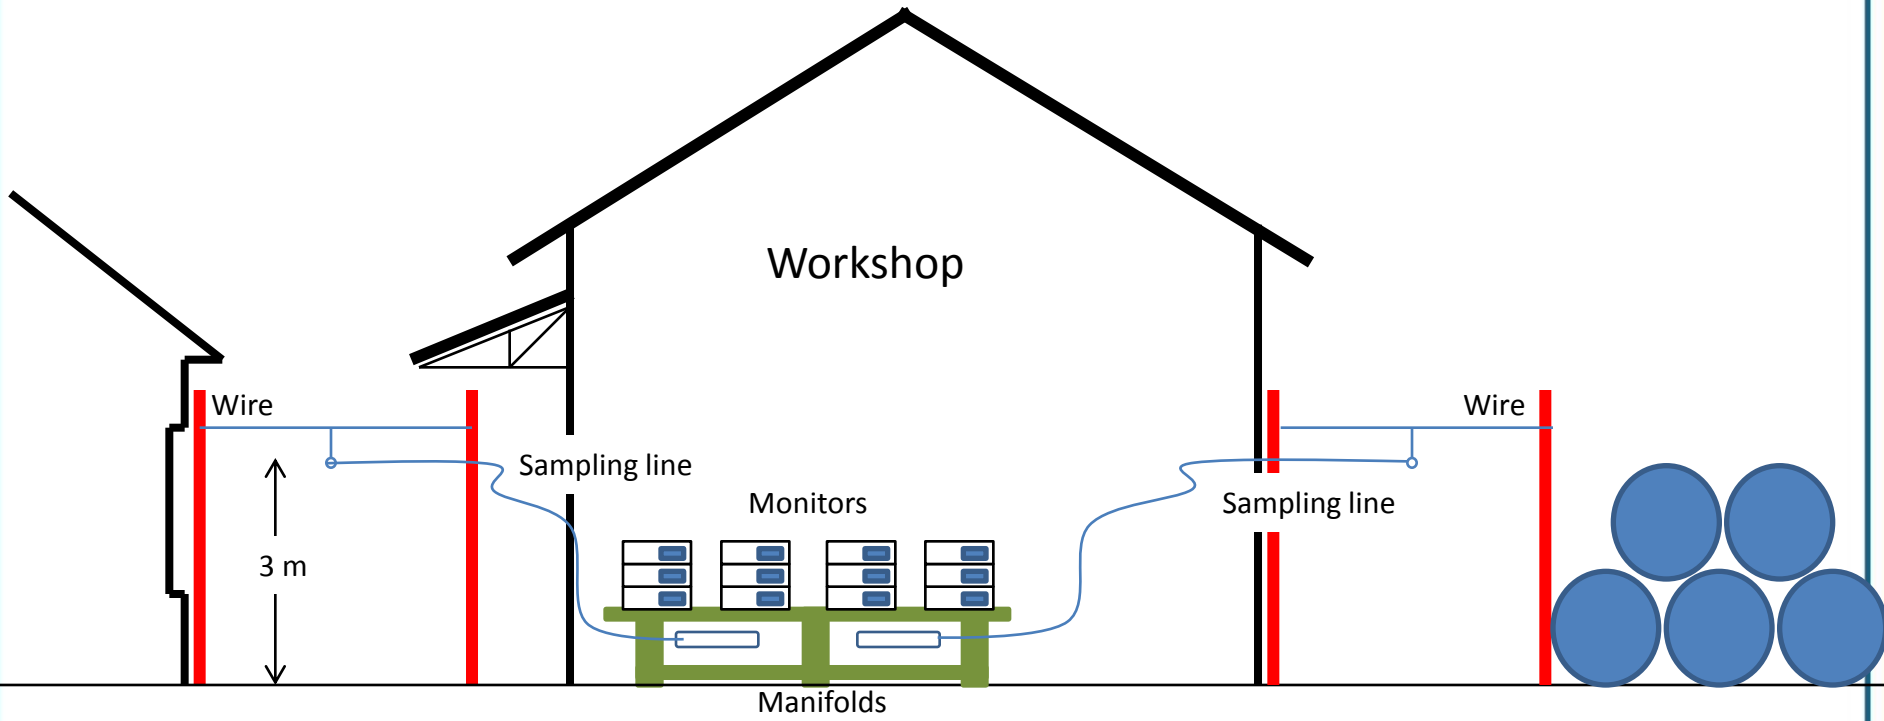 Workshop
Wire
Wire
Sampling line
Monitors
Sampling line
3 m
Manifolds